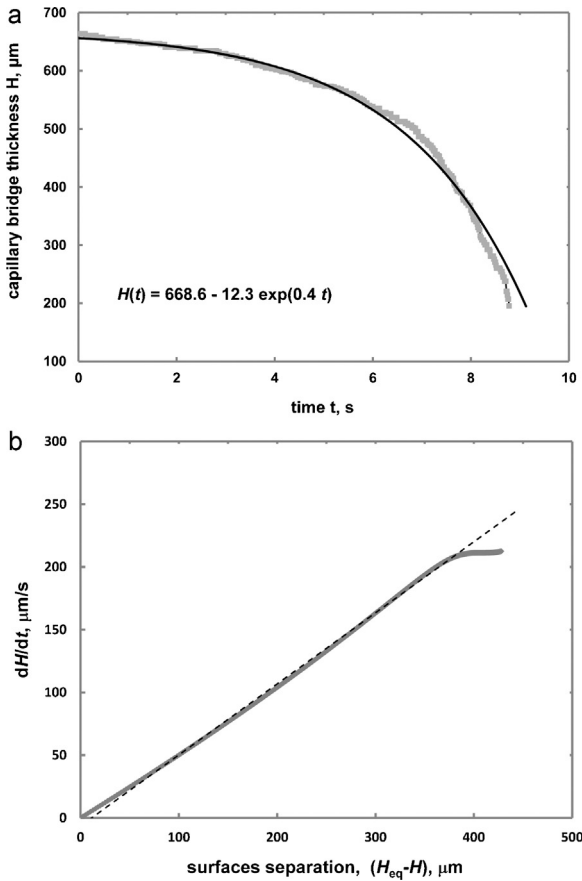 a
700
600
500
400
300
200
100
capillary bridge thickness H, μm
H(t) = 668.6 - 12.3 exp(0.4 t)
0 2 4 6 8 10
time t, s
b
300
250
200
150
100
50
0
dH/dt, μm/s
0 100 200 300 400 500
surfaces separation, (Heq-H), μm